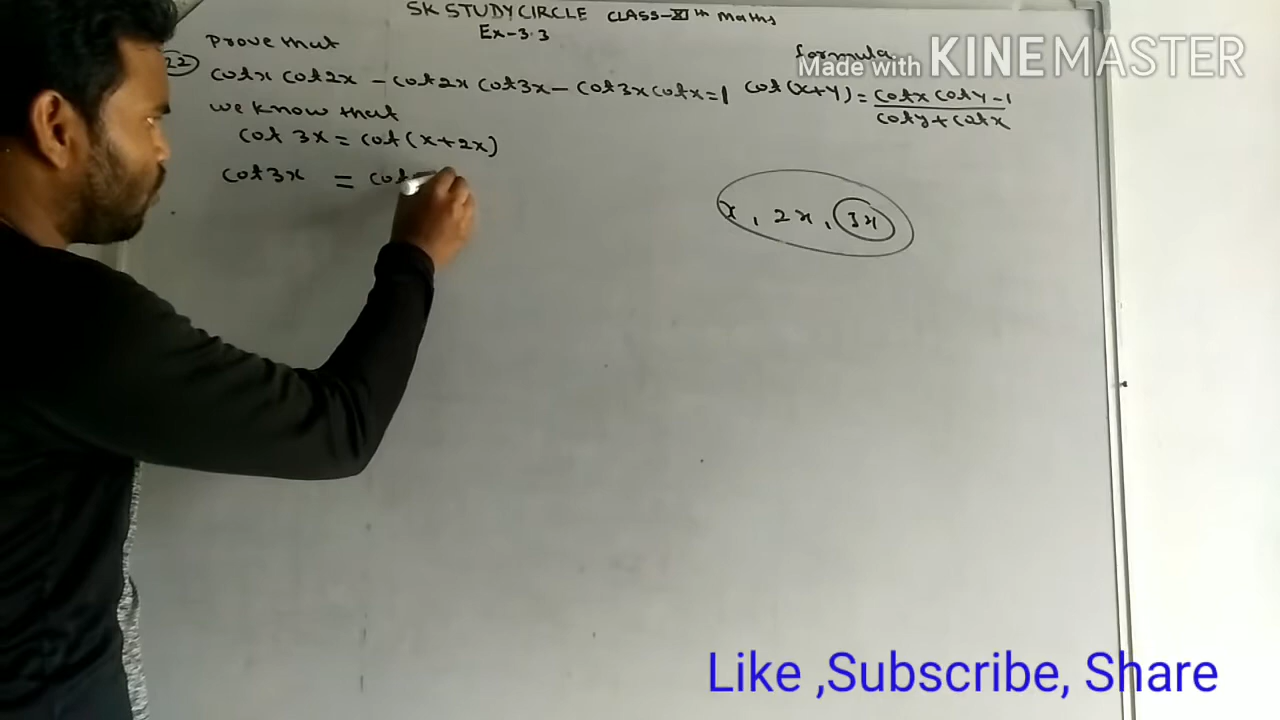 SK STUDY CIRCLE CLASS-XIth Maths
Ex-3.3
Prove that
22 cotx cot2x - cot2x cot3x - cot3x cotx=1
we know that
cot 3x = cot(x+2x)
cot3x = cot
formula
cot(x+y) = cotx coty-1
coty + cotx
x, 2x, 3x
Made with KINEMASTER
Like ,Subscribe, Share